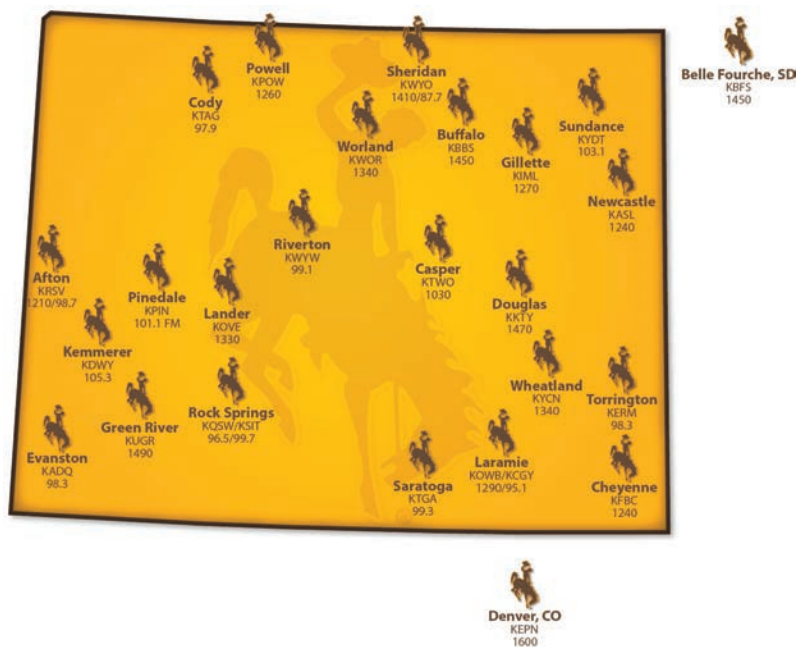 Powell
KPOW
1260
Sheridan
KWYO
1410/87.7
Belle Fourche, SD
KBFS
1450
Cody
KTAG
97.9
Worland
KWOR
1340
Buffalo
KBBS
1450
Gillette
KIML
1270
Sundance
KYDT
103.1
Newcastle
KASL
1240
Afton
KRSV
1210/98.7
Pinedale
KPIN
101.1 FM
Riverton
KWYW
99.1
Lander
KOVE
1330
Casper
KTWO
1030
Douglas
KKTY
1470
Kemmerer
KDWY
105.3
Wheatland
KYCN
1340
Torrington
KERM
98.3
Evanston
KADQ
98.3
Green River
KUGR
1490
Rock Springs
KQSW/KSIT
96.5/99.7
Saratoga
KTGA
99.3
Laramie
KOWB/KCGY
1290/95.1
Cheyenne
KFBC
1240
Denver, CO
KEPN
1600